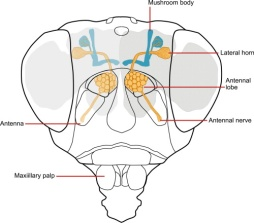 Mushroom body
Lateral horn
Antennal
lobe
Antenna
Antennal nerve
Maxillary palp